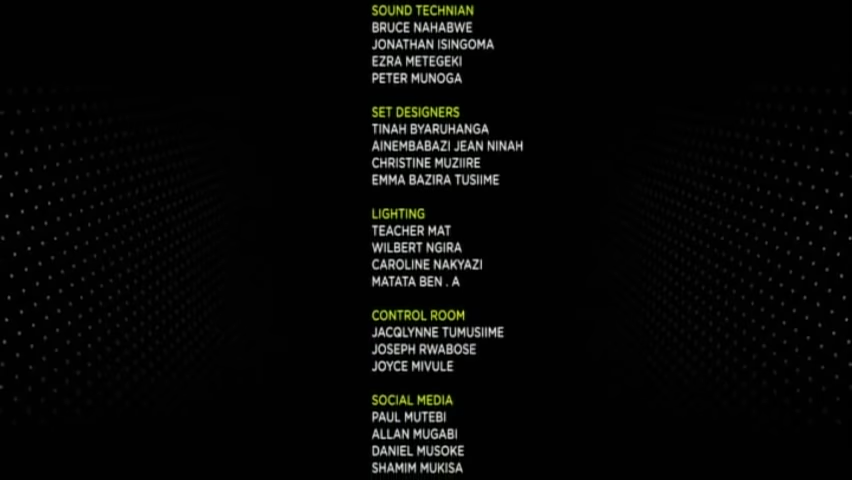 SOUND TECHNIAN
BRUCE NAHABWE
JONATHAN ISINGOMA
EZRA METEGEKI
PETER MUNOGA
SET DESIGNERS
TINAH BYARUHANGA
AINEMBABAZI JEAN NINAH
CHRISTINE MUZIIRE
EMMA BAZIRA TUSIIME
LIGHTING
TEACHER MAT
WILBERT NGIRA
CAROLINE NAKYAZI
MATATA BEN . A
CONTROL ROOM
JACQLYNNE TUMUSIIME
JOSEPH RWABOSE
JOYCE MIVULE
SOCIAL MEDIA
PAUL MUTEBI
ALLAN MUGABI
DANIEL MUSOKE
SHAMIM MUKISA